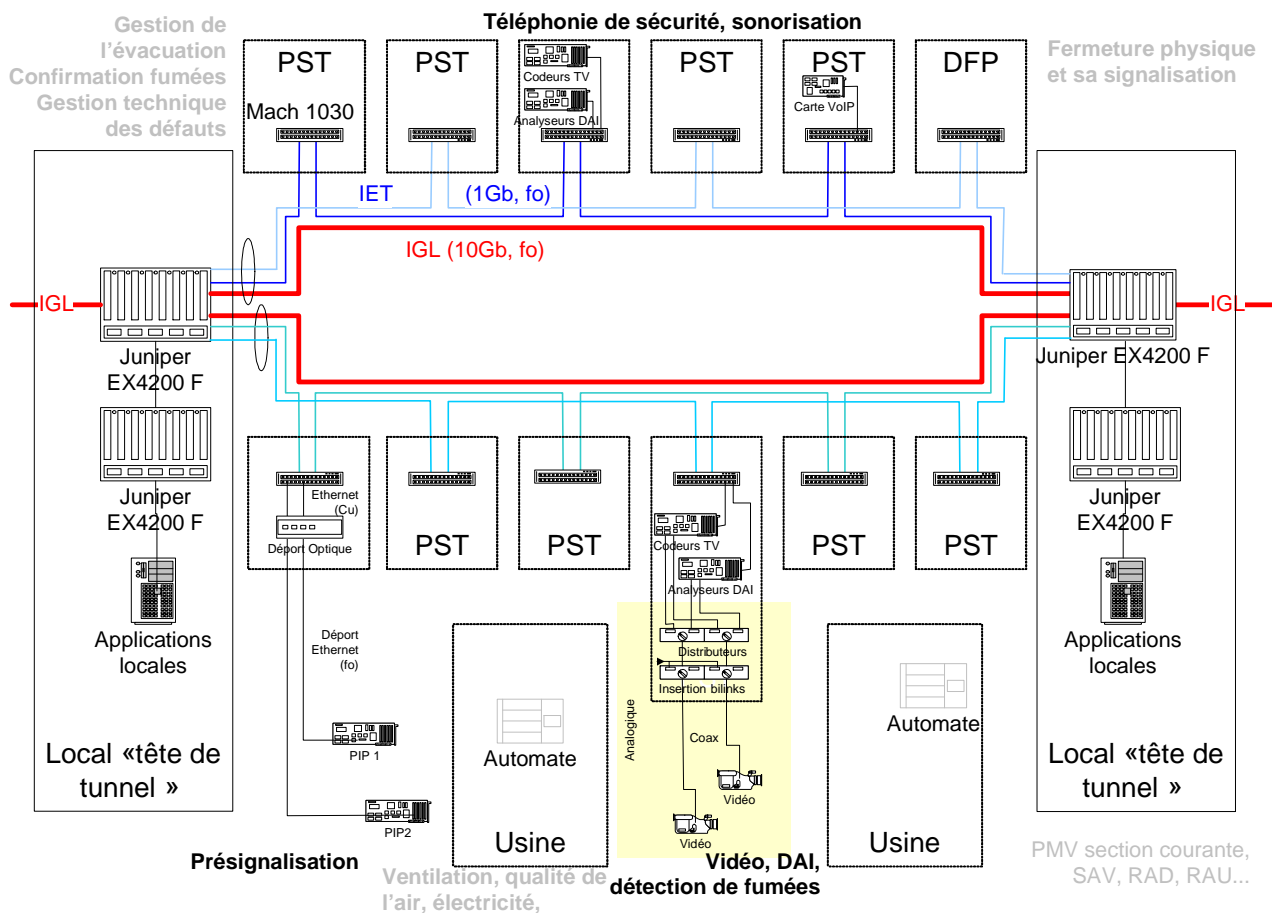 Téléphonie de sécurité, sonorisation
Gestion de
l’évacuation
Confirmation fumées
Gestion technique
des défauts
PST
Mach 1030
PST
Codeurs TV
Analyseurs DAI
PST
PST
Carte VoIP
DFP
Fermeture physique
et sa signalisation
IET
(1Gb, fo)
IGL (10Gb, fo)
IGL
IGL
Juniper
EX4200 F
Juniper EX4200 F
Juniper
EX4200 F
Juniper
EX4200 F
Ethernet
(Cu)
Déport Optique
PST
PST
Codeurs TV
Analyseurs DAI
PST
PST
Distributeurs
Insertion bilinks
Analogique
Coax
Vidéo
Vidéo
Applications
locales
Applications
locales
Déport
Ethernet
(fo)
PIP 1
PIP2
Automate
Usine
Automate
Usine
Local «tête de
tunnel »
Local «tête de
tunnel »
Présignalisation
Ventilation, qualité de
l’air, électricité,
Vidéo, DAI,
détection de fumées
PMV section courante,
SAV, RAD, RAU...